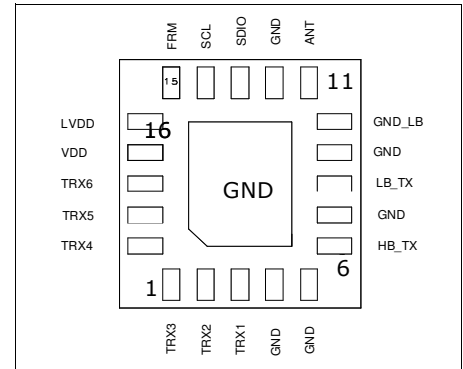 FRM
SCL
SDIO
GND
ANT
15
11
LVDD
16
GND_LB
VDD
GND
TRX6
GND
LB_TX
TRX5
GND
TRX4
HB_TX
6
1
TRX3
TRX2
TRX1
GND
GND